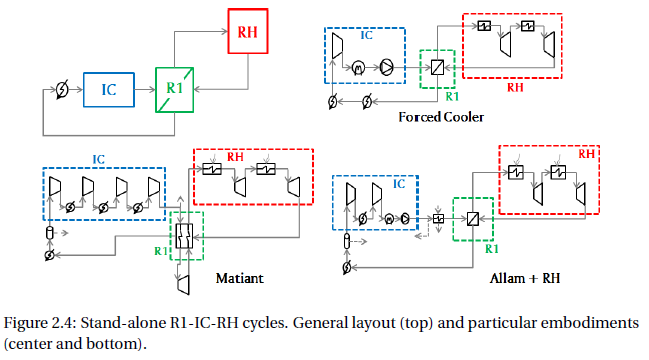 RH
IC
R1
IC
R1
RH
Forced Cooler
IC
RH
R1
Matiant
IC
RH
R1
Allam + RH
Figure 2.4: Stand-alone R1-IC-RH cycles. General layout (top) and particular embodiments
(center and bottom).